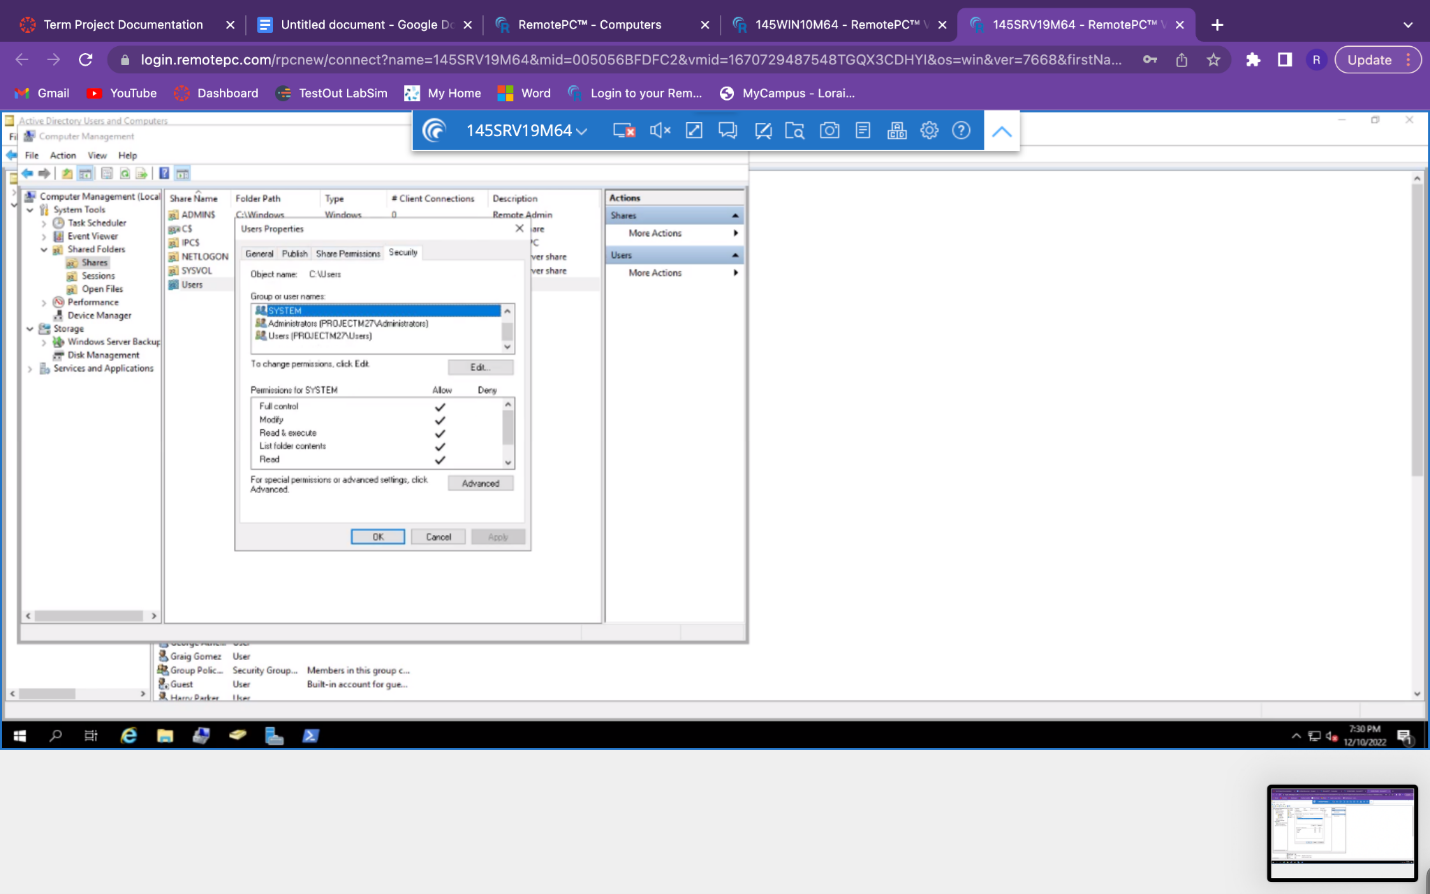 Term Project Documentation
Untitled document - Google Dc
RemotePC™ - Computers
145WIN10M64 - RemotePC™ V
145SRV19M64 - RemotePC™ V
login.remotepc.com/rpcnew/connect?name=145SRV19M64&mid=005056BFDFC2&vmid=1670729487548TGQX3CDHYI&os=win&ver=7668&firstNa...
R
Update
Gmail
YouTube
Dashboard
TestOut LabSim
My Home
Word
Login to your Rem...
MyCampus - Lorai...
Active Directory Users and Computers
145SRV19M64
Fi
Computer Management
File Action View Help
Computer Management (Local
System Tools
Task Scheduler
Event Viewer
Shared Folders
Shares
Sessions
Open Files
Performance
Device Manager
Storage
Windows Server Backup
Disk Management
Services and Applications
Share Name Folder Path Type # Client Connections Description
ADMIN$ C:\Windows Windows 0 Remote Admin
C$ are
IPC$ PC
NETLOGON ver share
SYSVOL ver share
Users
Users Properties
General Publish Share Permissions Security
Object name: C:\Users
Group or user names:
SYSTEM
Administrators (PROJECTM27\Administrators)
Users (PROJECTM27\Users)
To change permissions, click Edit.
Edit...
Permissions for SYSTEM Allow Deny
Full control
Modify
Read & execute
List folder contents
Read
For special permissions or advanced settings, click
Advanced.
Advanced
OK Cancel Apply
Actions
Shares
More Actions
Users
More Actions
Graig Gomez User
Group Polic... Security Group... Members in this group c...
Guest User Built-in account for gue...
Harry Parker User
7:30 PM
12/10/2022
1